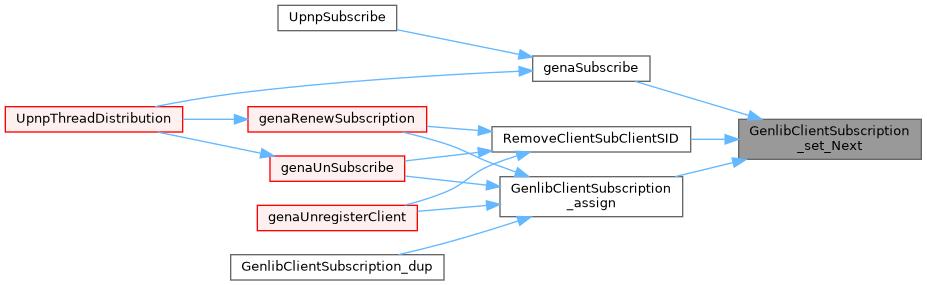 UpnpSubscribe
genaSubscribe
UpnpThreadDistribution
genaRenewSubscription
GenlibClientSubscription
_set_Next
RemoveClientSubClientSID
genaUnSubscribe
GenlibClientSubscription
_assign
genaUnregisterClient
GenlibClientSubscription_dup